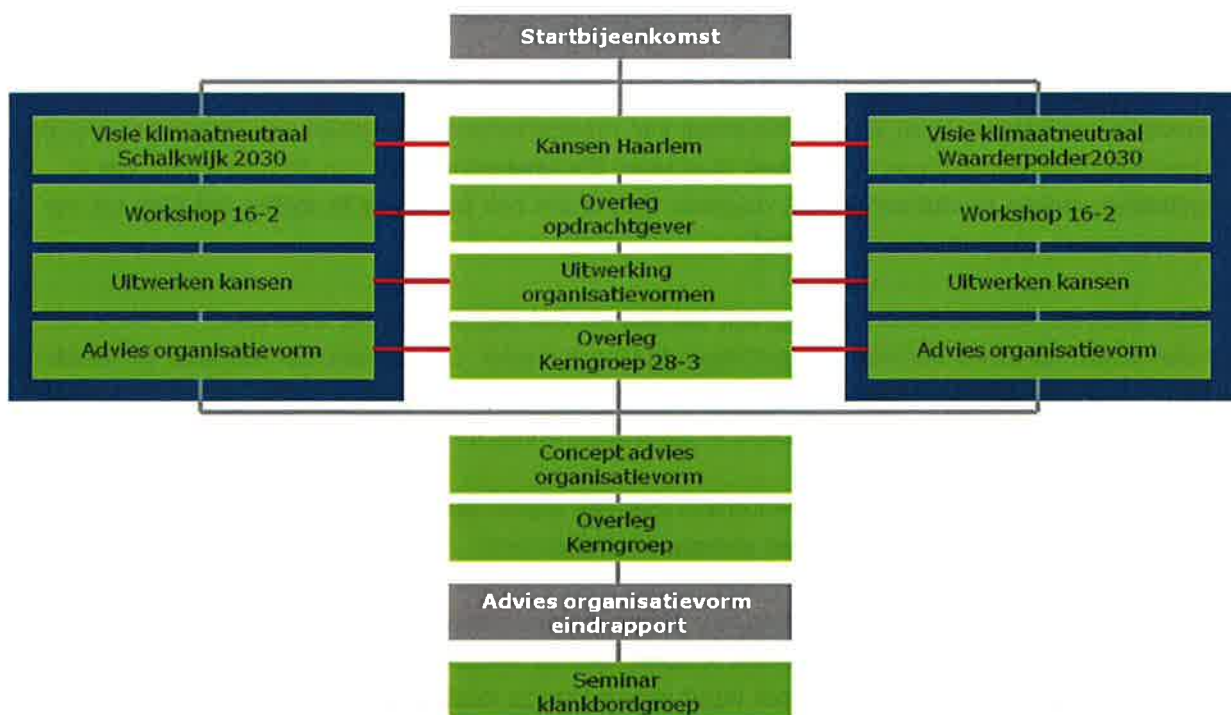 Startbijeenkomst
Visie klimaatneutraal
Schalkwijk 2030
Kansen Haarlem
Visie klimaatneutraal
Waarderpolder2030
Workshop 16-2
Overleg
opdrachtgever
Workshop 16-2
Uitwerken kansen
Uitwerking
organisatievormen
Uitwerken kansen
Advies organisatievorm
Overleg
Kerngroep 28-3
Advies organisatievorm
Concept advies
organisatievorm
Overleg
Kerngroep
Advies organisatievorm
eindrapport
Seminar
klankbordgroep